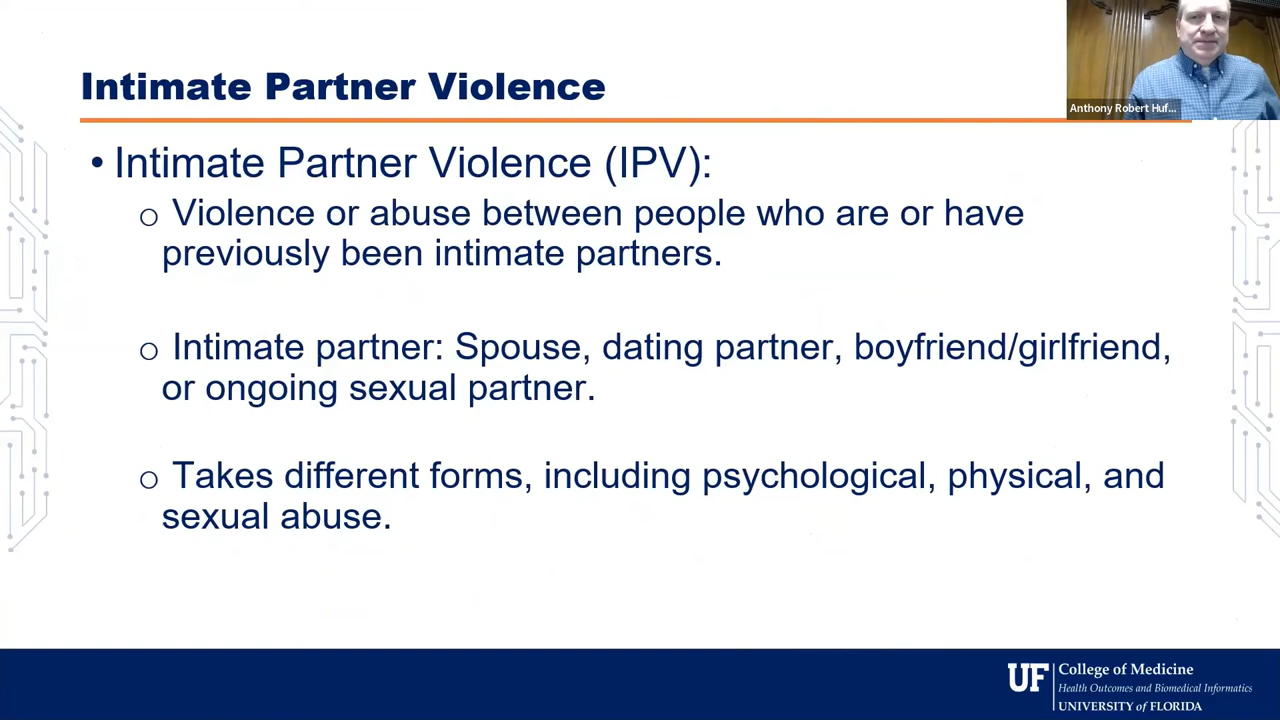 Intimate Partner Violence
Anthony Robert Huf...
• Intimate Partner Violence (IPV):
o Violence or abuse between people who are or have
previously been intimate partners.
o Intimate partner: Spouse, dating partner, boyfriend/girlfriend,
or ongoing sexual partner.
o Takes different forms, including psychological, physical, and
sexual abuse.
UF
College of Medicine
Health Outcomes and Biomedical Informatics
UNIVERSITY of FLORIDA